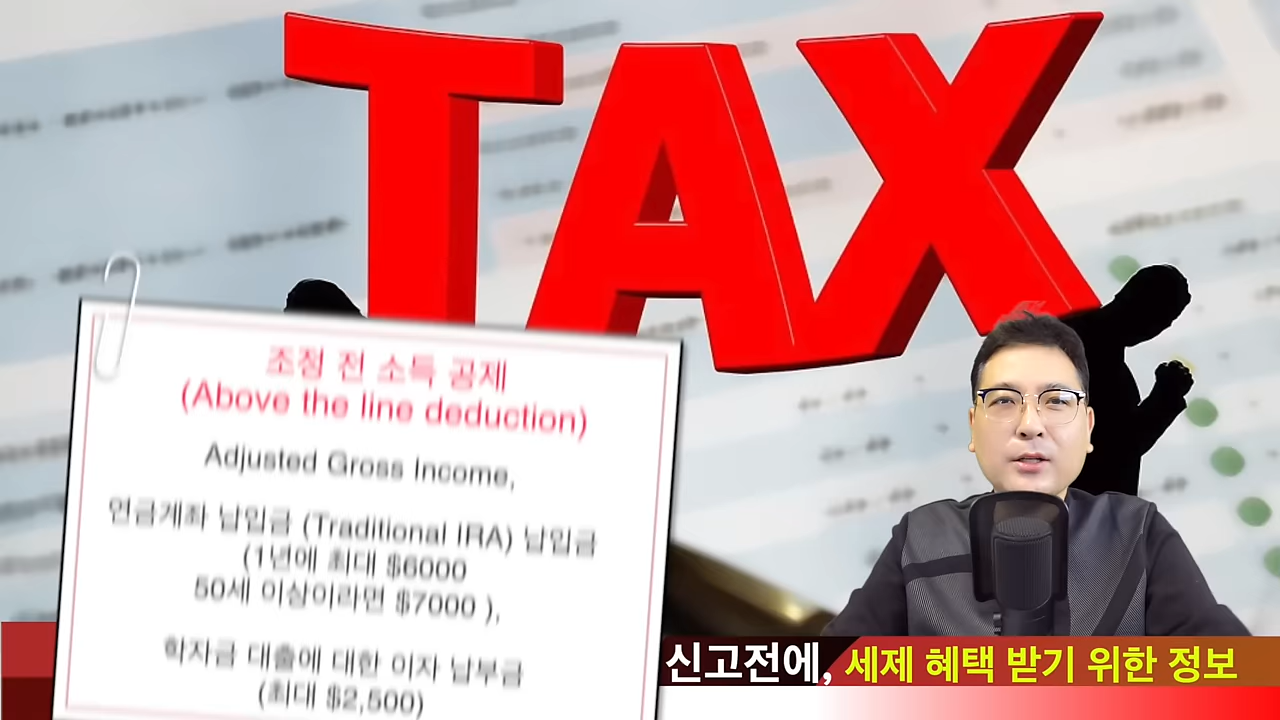 TAX
조정 전 소득 공제
(Above the line deduction)
Adjusted Gross Income,
연금계좌 납입금 (Traditional IRA) 납입금
(1년에 최대 $6000
50세 이상이라면 $7000 ),
학자금 대출에 대한 이자 납부금
(최대 $2,500)
신고전에, 세제 혜택 받기 위한 정보